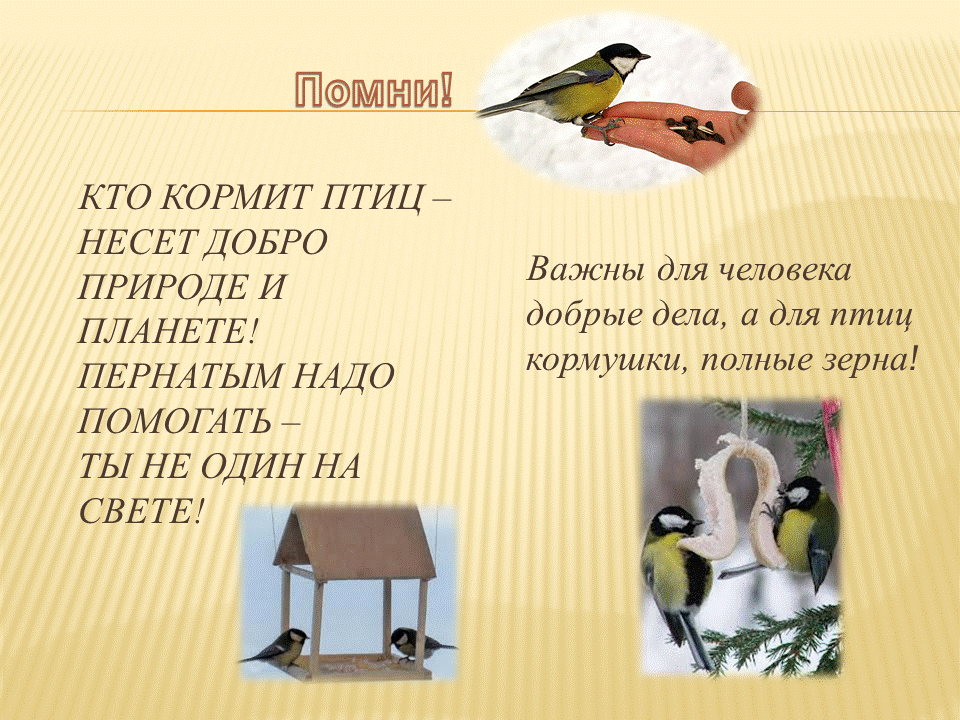 Помни!
КТО КОРМИТ ПТИЦ –
НЕСЕТ ДОБРО
ПРИРОДЕ И
ПЛАНЕТЕ!
ПЕРНАТЫМ НАДО
ПОМОГАТЬ –
ТЫ НЕ ОДИН НА
СВЕТЕ!
Важны для человека
добрые дела, а для птиц
кормушки, полные зерна!